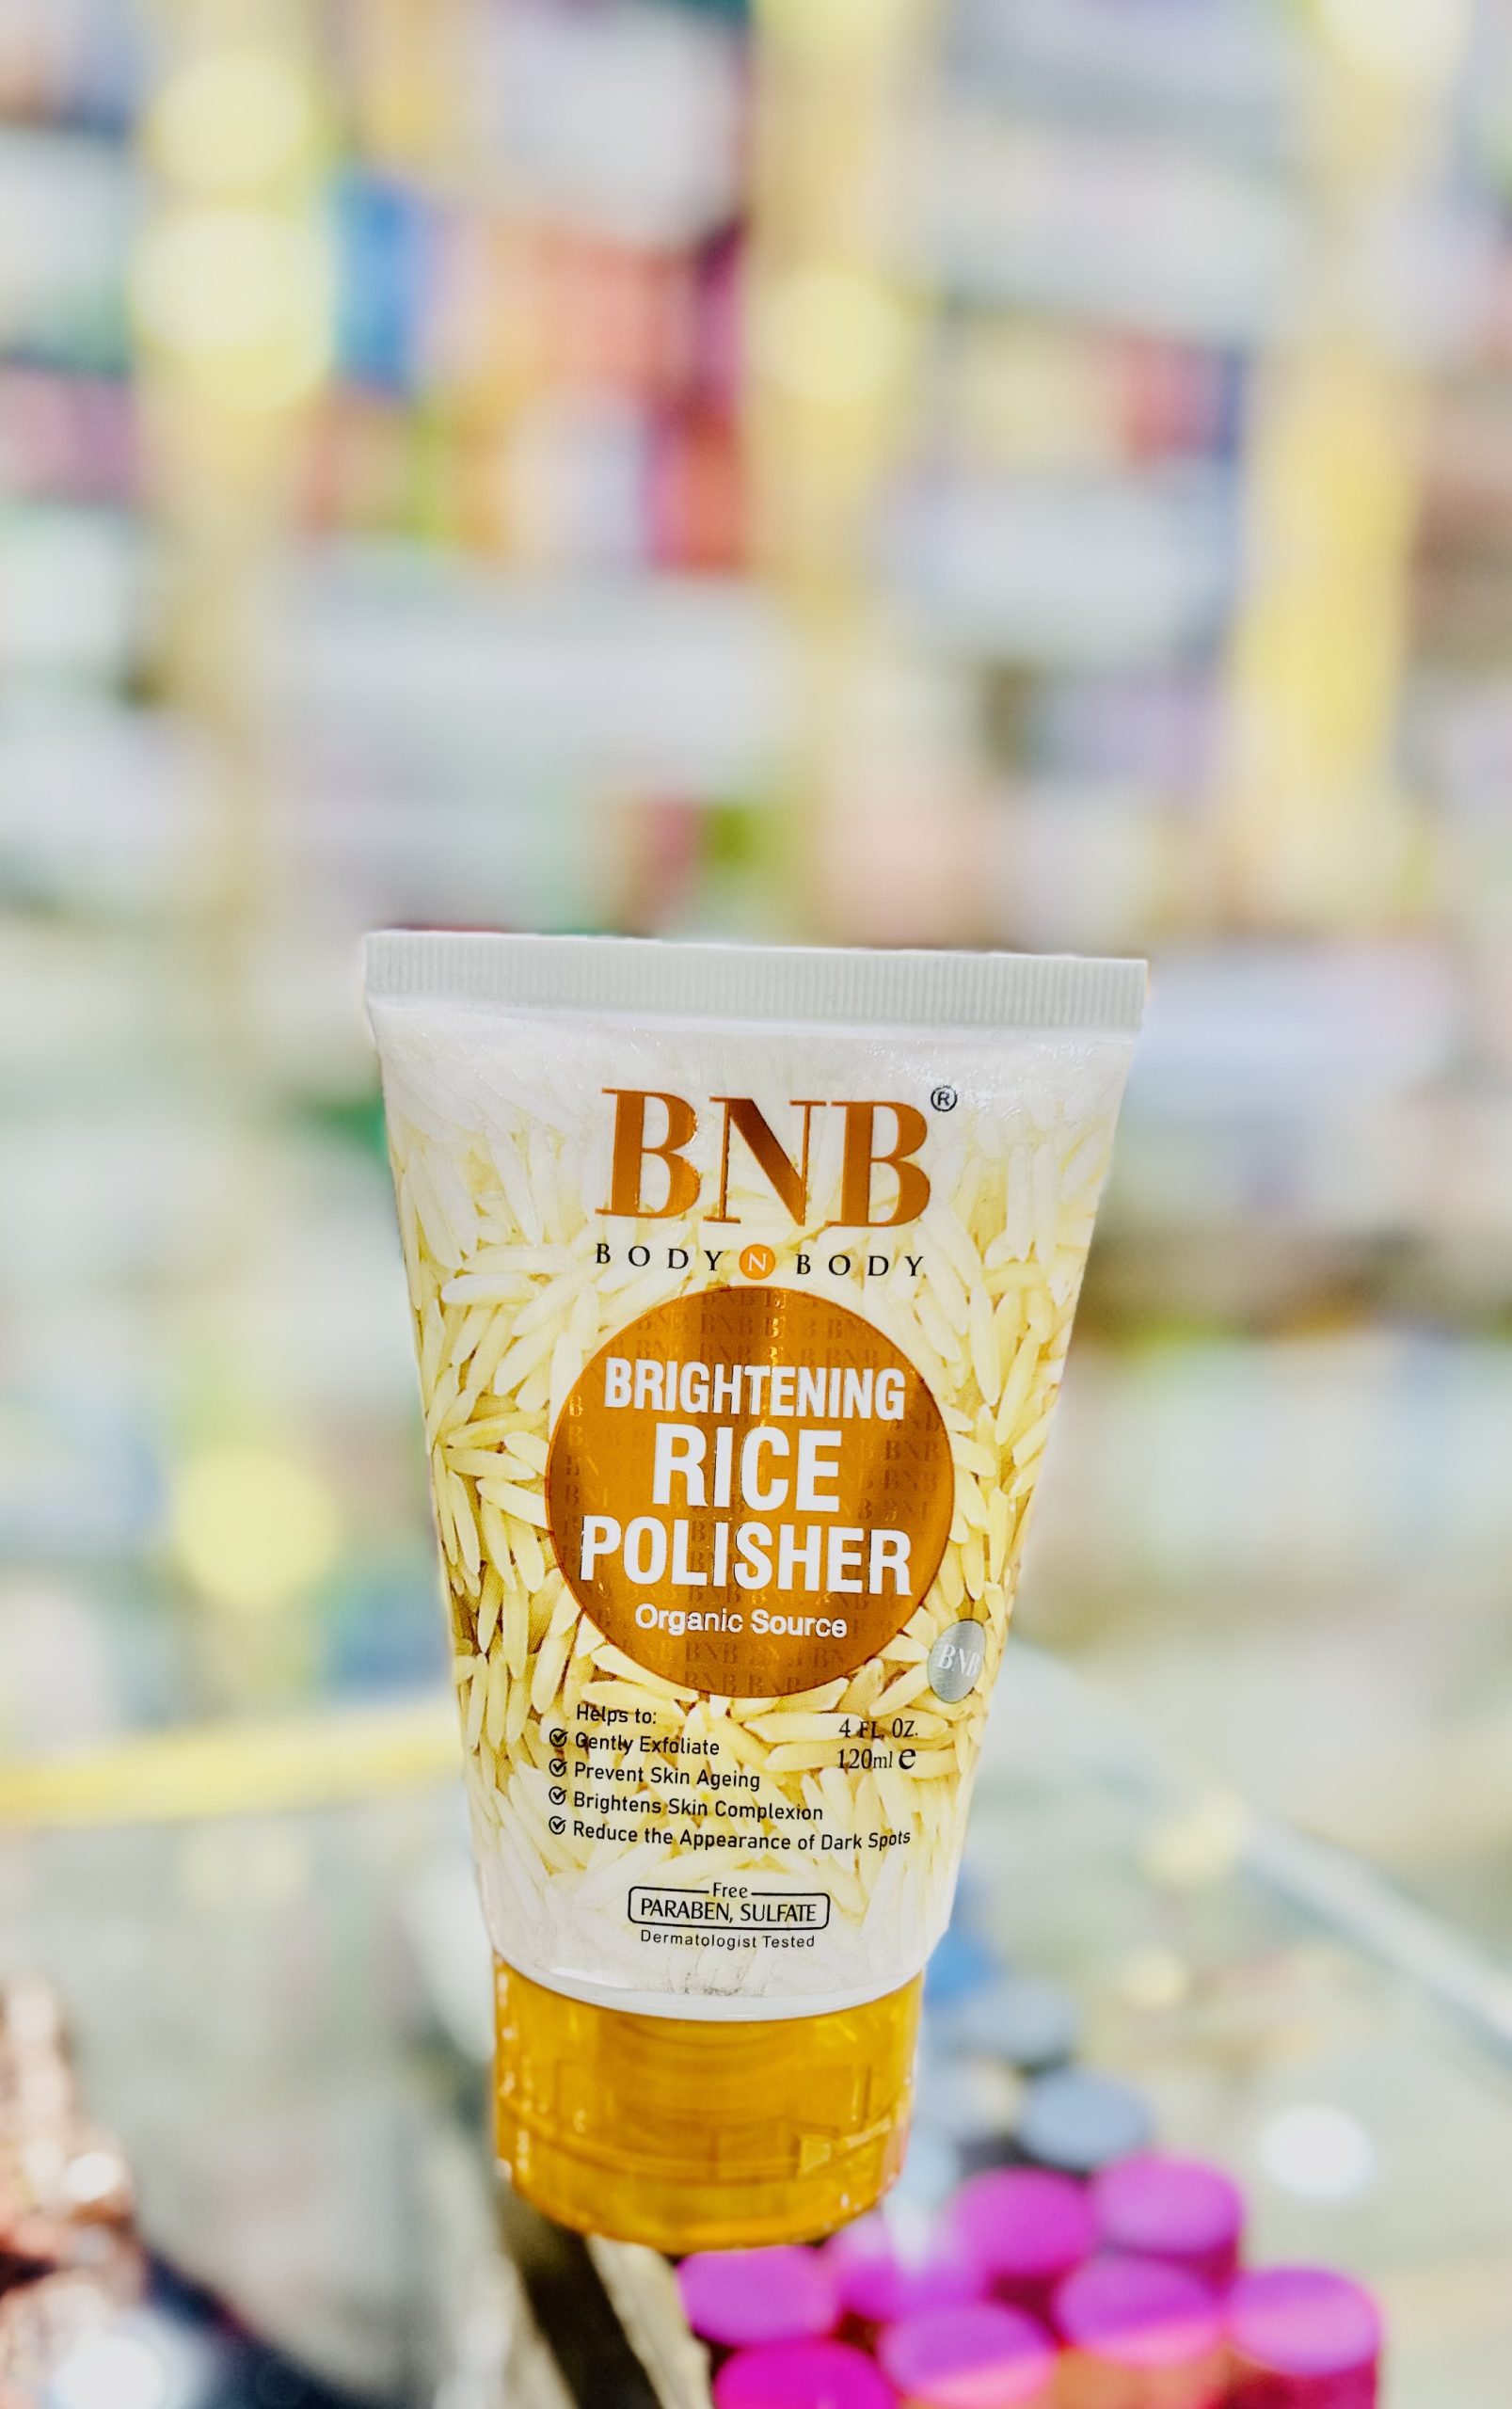 BNB®
BODY N BODY
BRIGHTENING
RICE
POLISHER
Organic Source
BNB
Helps to:
Gently Exfoliate
Prevent Skin Ageing
Brightens Skin Complexion
Reduce the Appearance of Dark Spots
4 FL. OZ.
120ml e
Free
PARABEN, SULFATE
Dermatologist Tested